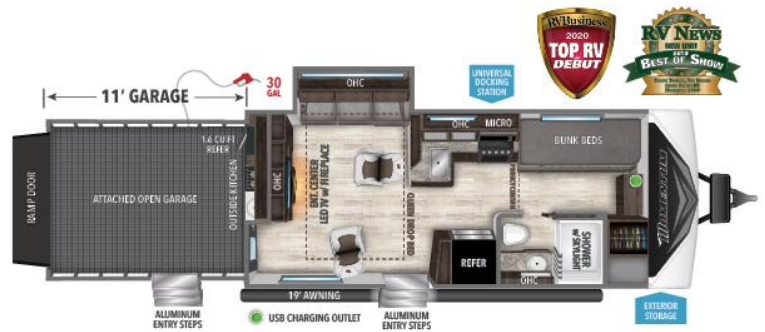 RVBusiness
2020
TOP RV
DEBUT
RV NEWS
BEST OF SHOW
30
GAL
UNIVERSAL
DOCKING
STATION
11' GARAGE
OHC
OHC
MICRO
1.6 CU FT
REFER
BUNK BEDS
RAMP DOOR
ATTACHED OPEN GARAGE
OUTSIDE KITCHEN
OHC
ENT. CENTER
LED TV w/ FIREPLACE
QUEEN DROP BED
MOMENTUM
SHOWER
w/ SKYLIGHT
REFER
OHC
19' AWNING
ALUMINUM
ENTRY STEPS
USB CHARGING OUTLET
ALUMINUM
ENTRY STEPS
EXTERIOR
STORAGE